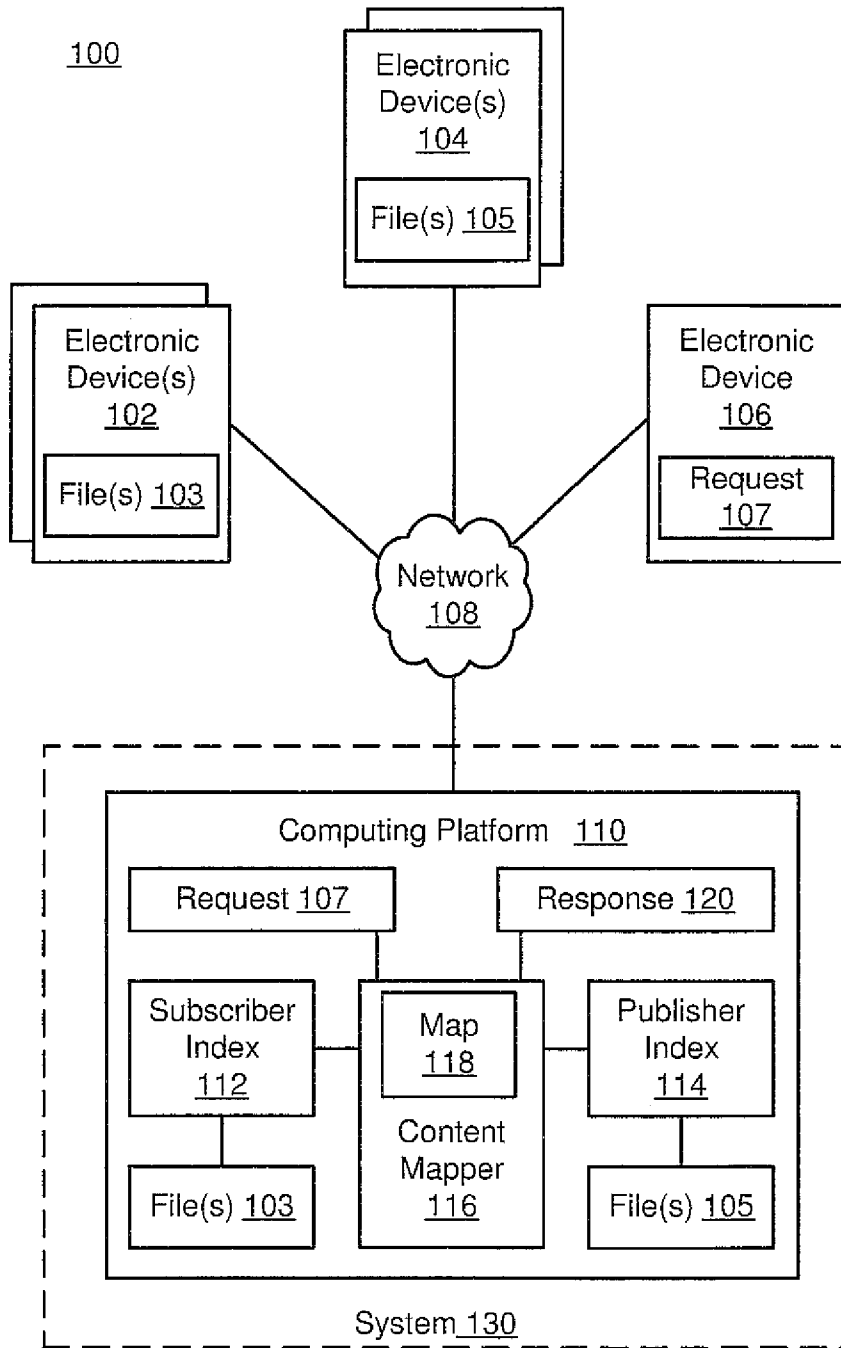 100
Electronic
Device(s)
104
File(s) 105
Electronic
Device(s)
102
File(s) 103
Electronic
Device
106
Request
107
Network
108
Computing Platform 110
Request 107
Response 120
Subscriber
Index
112
Map
118
Content
Mapper
116
Publisher
Index
114
File(s) 103
File(s) 105
System 130